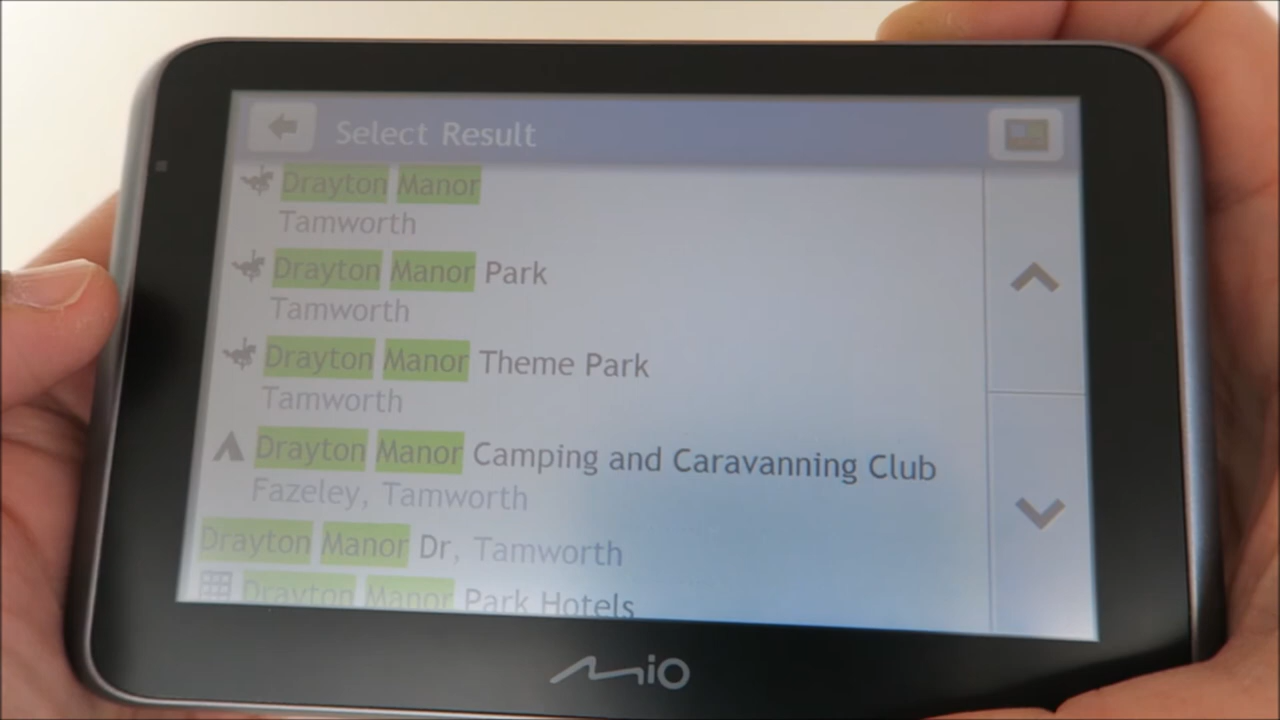 Select Result
Drayton Manor
Tamworth
Drayton Manor Park
Tamworth
Drayton Manor Theme Park
Tamworth
Drayton Manor Camping and Caravanning Club
Fazeley, Tamworth
Drayton Manor Dr, Tamworth
Drayton Manor Park Hotels
Mio